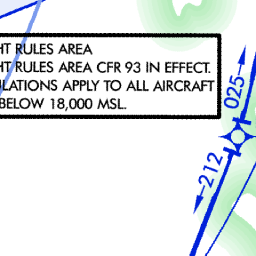 HT RULES AREA
HT RULES AREA CFR 93 IN EFFECT.
ULATIONS APPLY TO ALL AIRCRAFT
BELOW 18,000 MSL.
025
212